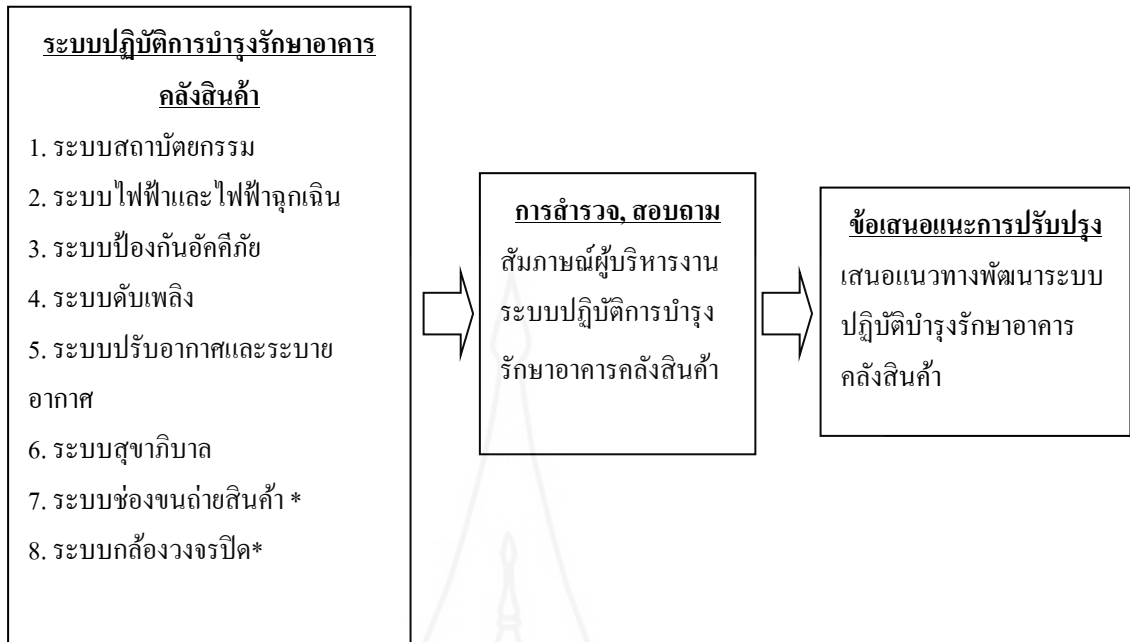 ระบบปฏิบัติการบำรุงรักษาอาคาร
คลังสินค้า
1. ระบบสถาปัตยกรรม
2. ระบบไฟฟ้าและไฟฟ้าฉุกเฉิน
3. ระบบป้องกันอัคคีภัย
4. ระบบดับเพลิง
5. ระบบปรับอากาศและระบาย
อากาศ
6. ระบบสุขาภิบาล
7. ระบบช่องขนถ่ายสินค้า *
8. ระบบกล้องวงจรปิด*
การสำรวจ, สอบถาม
สัมภาษณ์ผู้บริหารงาน
ระบบปฏิบัติการบำรุง
รักษาอาคารคลังสินค้า
ข้อเสนอแนะการปรับปรุง
เสนอแนวทางพัฒนาระบบ
ปฏิบัติบำรุงรักษาอาคาร
คลังสินค้า